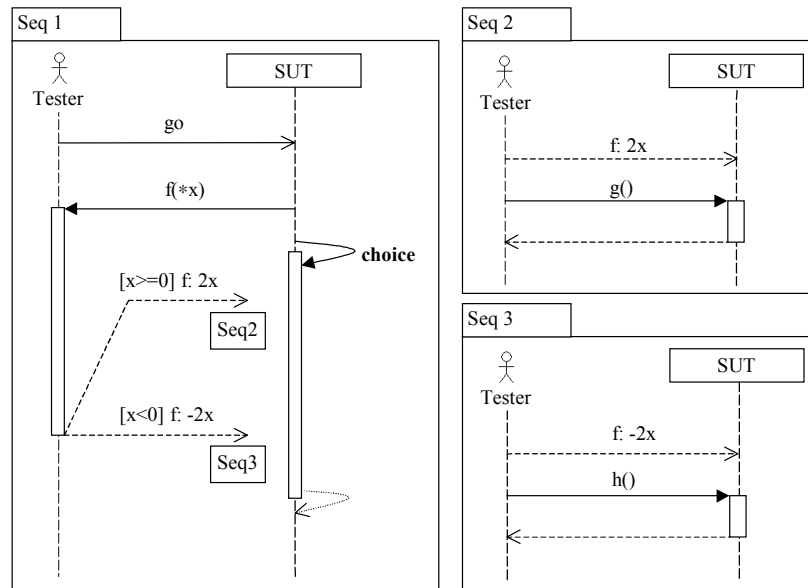 Seq 1
SUT
Tester
go
f(*x)
choice
[x>=0] f: 2x
Seq2
[x<0] f: -2x
Seq3
Seq 2
SUT
Tester
f: 2x
g()
Seq 3
SUT
Tester
f: -2x
h()